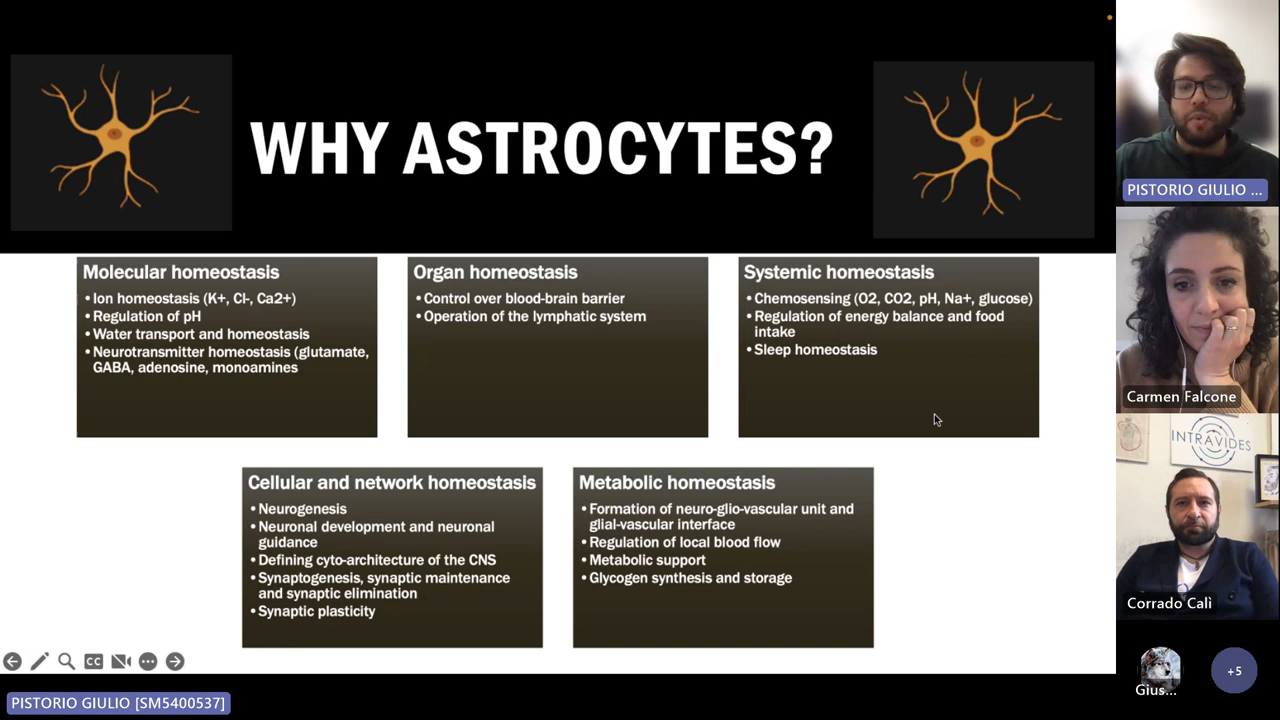 WHY ASTROCYTES?
Molecular homeostasis
• Ion homeostasis (K+, Cl-, Ca2+)
• Regulation of pH
• Water transport and homeostasis
• Neurotransmitter homeostasis (glutamate,
GABA, adenosine, monoamines
Organ homeostasis
• Control over blood-brain barrier
• Operation of the lymphatic system
Systemic homeostasis
• Chemosensing (O2, CO2, pH, Na+, glucose)
• Regulation of energy balance and food
intake
• Sleep homeostasis
Cellular and network homeostasis
• Neurogenesis
• Neuronal development and neuronal
guidance
• Defining cyto-architecture of the CNS
• Synaptogenesis, synaptic maintenance
and synaptic elimination
• Synaptic plasticity
Metabolic homeostasis
• Formation of neuro-glio-vascular unit and
glial-vascular interface
• Regulation of local blood flow
• Metabolic support
• Glycogen synthesis and storage
CC
PISTORIO GIULIO [SM5400537]
PISTORIO GIULIO ...
Carmen Falcone
INTRAVIDES
Corrado Calì
Gius...
+5